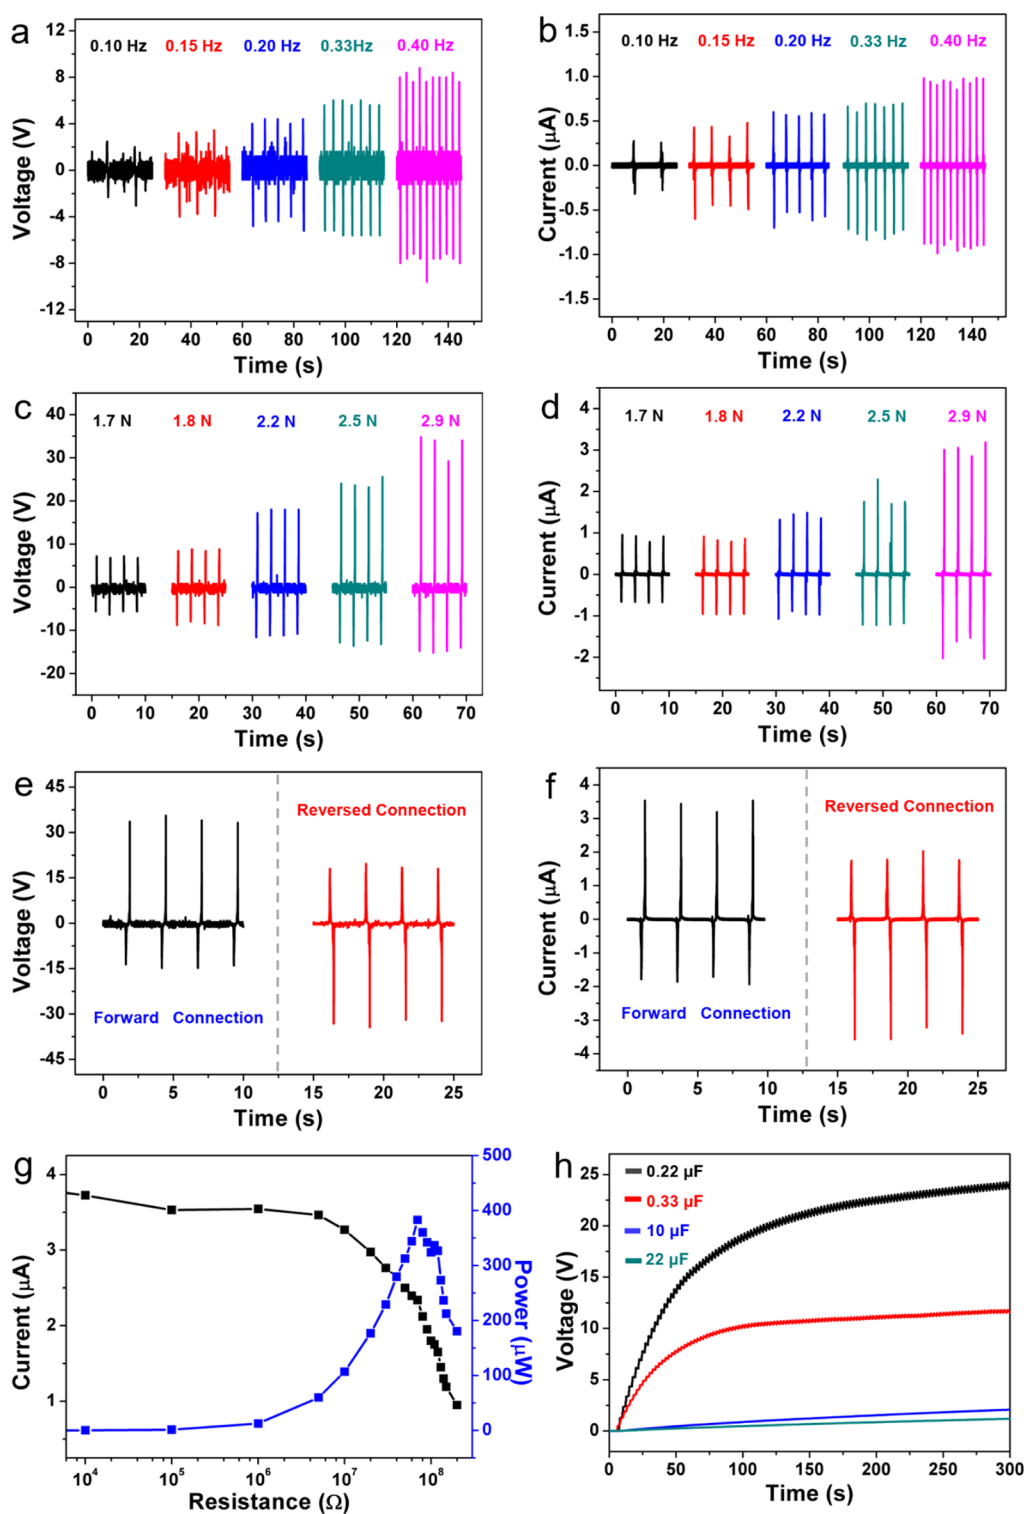 a
0.10 Hz 0.15 Hz 0.20 Hz 0.33Hz 0.40 Hz
12
8
4
0
-4
-8
-12
Voltage (V)
0 20 40 60 80 100 120 140
Time (s)
b
0.10 Hz 0.15 Hz 0.20 Hz 0.33 Hz 0.40 Hz
1.5
1.0
0.5
0.0
-0.5
-1.0
-1.5
Current (μA)
0 20 40 60 80 100 120 140
Time (s)
c
1.7 N 1.8 N 2.2 N 2.5 N 2.9 N
40
30
20
10
0
-10
-20
Voltage (V)
0 10 20 30 40 50 60 70
Time (s)
d
1.7 N 1.8 N 2.2 N 2.5 N 2.9 N
4
3
2
1
0
-1
-2
Current (μA)
0 10 20 30 40 50 60 70
Time (s)
e
45
30
15
0
-15
-30
-45
Voltage (V)
Reversed Connection
Forward Connection
0 5 10 15 20 25
Time (s)
f
4
3
2
1
0
-1
-2
-3
-4
Current (μA)
Reversed Connection
Forward Connection
0 5 10 15 20 25
Time (s)
g
4
3
2
1
Current (μA)
500
400
300
200
100
0
Power (μW)
10⁴ 10⁵ 10⁶ 10⁷ 10⁸
Resistance (Ω)
h
25
20
15
10
5
0
Voltage (V)
0.22 μF
0.33 μF
10 μF
22 μF
0 50 100 150 200 250 300
Time (s)